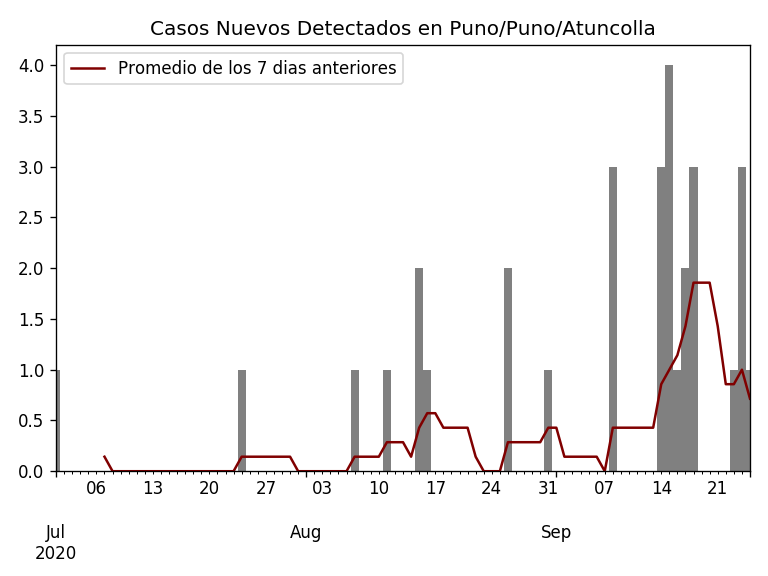 Casos Nuevos Detectados en Puno/Puno/Atuncolla
Promedio de los 7 dias anteriores
4.0
3.5
3.0
2.5
2.0
1.5
1.0
0.5
0.0
06 13 20 27 03 10 17 24 31 07 14 21
Jul Aug Sep
2020